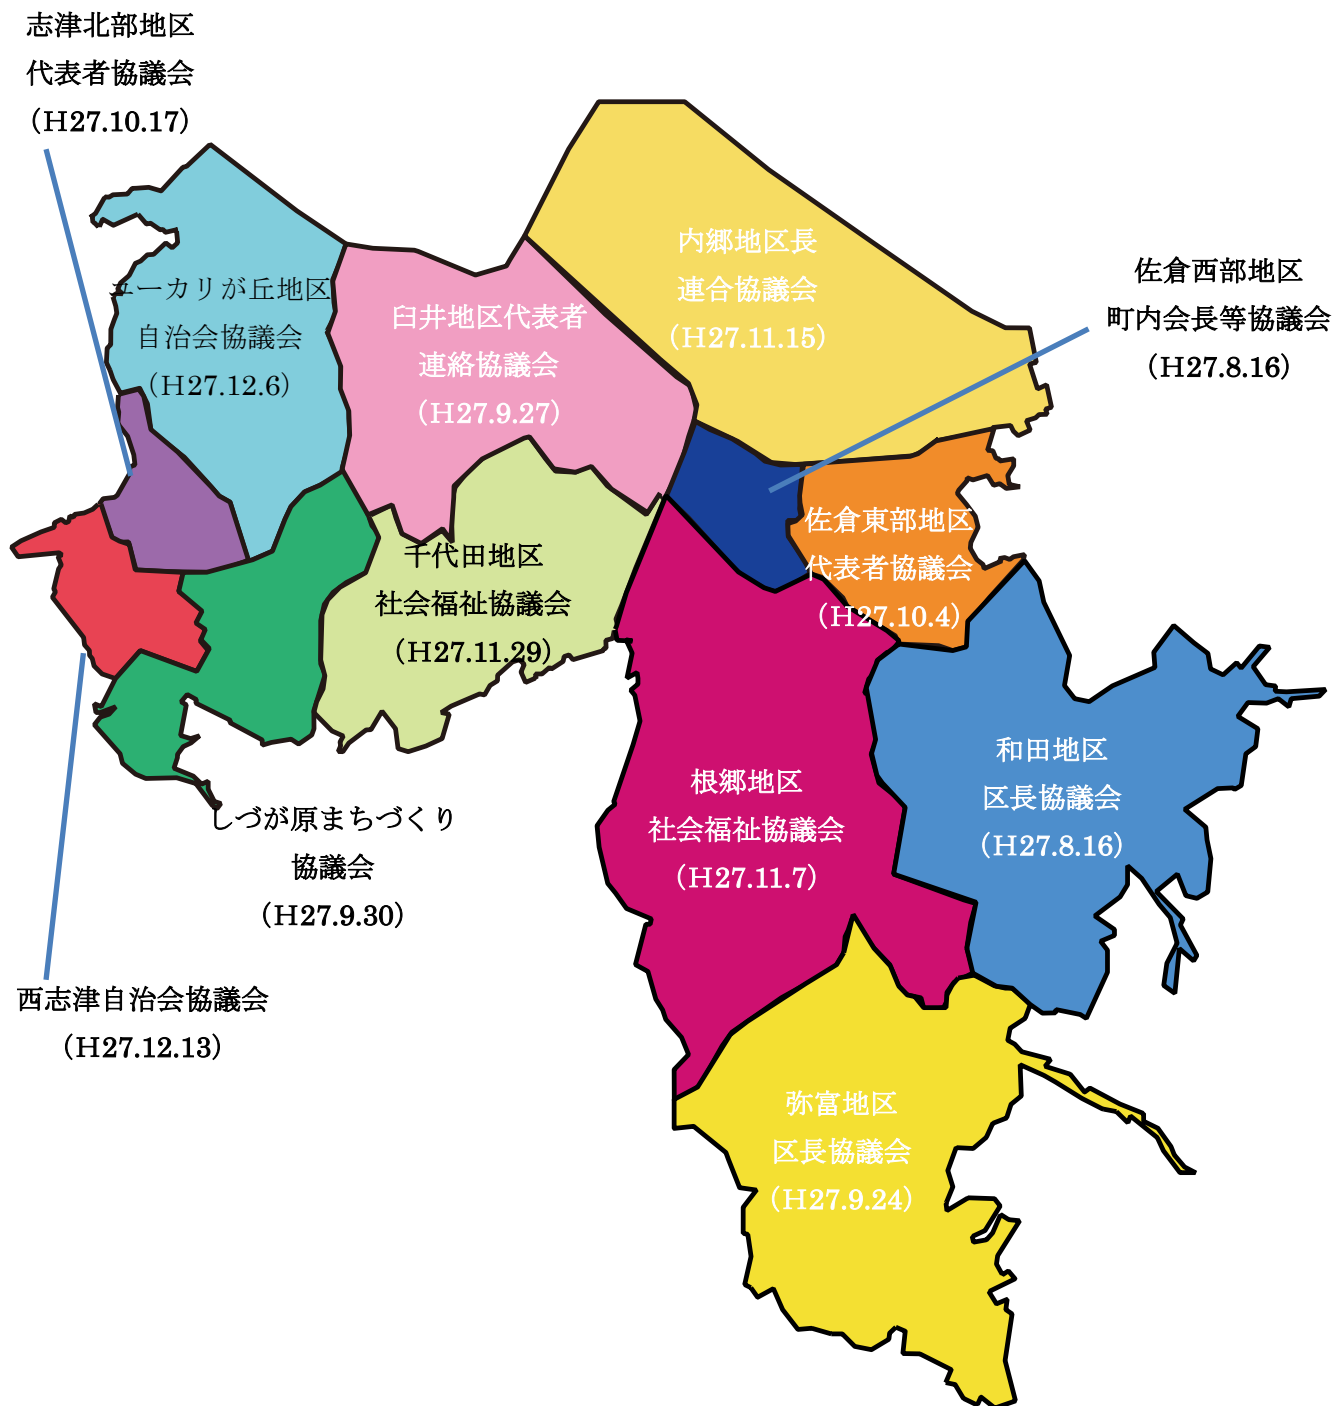 志津北部地区
代表者協議会
（H27.10.17）
ユーカリが丘地区
自治会協議会
（H27.12.6）
臼井地区代表者
連絡協議会
（H27.9.27）
内郷地区長
連合協議会
（H27.11.15）
佐倉西部地区
町内会長等協議会
（H27.8.16）
佐倉東部地区
代表者協議会
（H27.10.4）
千代田地区
社会福祉協議会
（H27.11.29）
和田地区
区長協議会
（H27.8.16）
根郷地区
社会福祉協議会
（H27.11.7）
しづが原まちづくり
協議会
（H27.9.30）
西志津自治会協議会
（H27.12.13）
弥富地区
区長協議会
（H27.9.24）